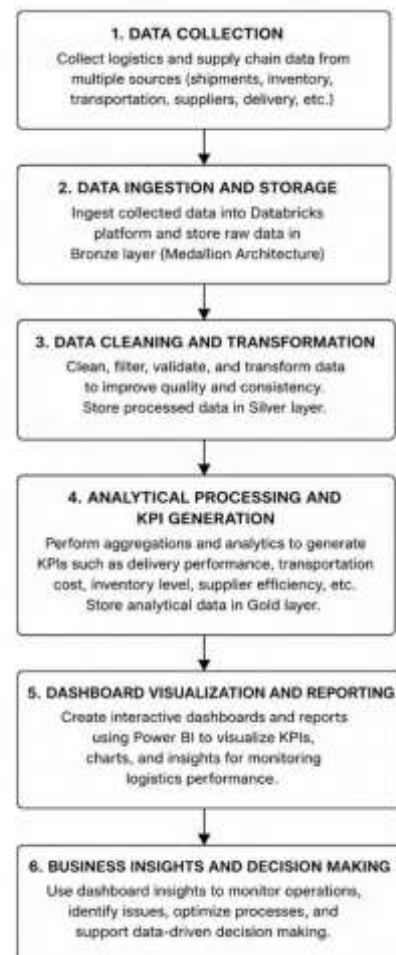 1. DATA COLLECTION
Collect logistics and supply chain data from
multiple sources (shipments, inventory,
transportation, suppliers, delivery, etc.)
2. DATA INGESTION AND STORAGE
Ingest collected data into Databricks
platform and store raw data in
Bronze layer (Medallion Architecture)
3. DATA CLEANING AND TRANSFORMATION
Clean, filter, validate, and transform data
to improve quality and consistency.
Store processed data in Silver layer.
4. ANALYTICAL PROCESSING AND
KPI GENERATION
Perform aggregations and analytics to generate
KPIs such as delivery performance, transportation
cost, inventory level, supplier efficiency, etc.
Store analytical data in Gold layer.
5. DASHBOARD VISUALIZATION AND REPORTING
Create interactive dashboards and reports
using Power BI to visualize KPIs,
charts, and insights for monitoring
logistics performance.
6. BUSINESS INSIGHTS AND DECISION MAKING
Use dashboard insights to monitor operations,
identify issues, optimize processes, and
support data-driven decision making.